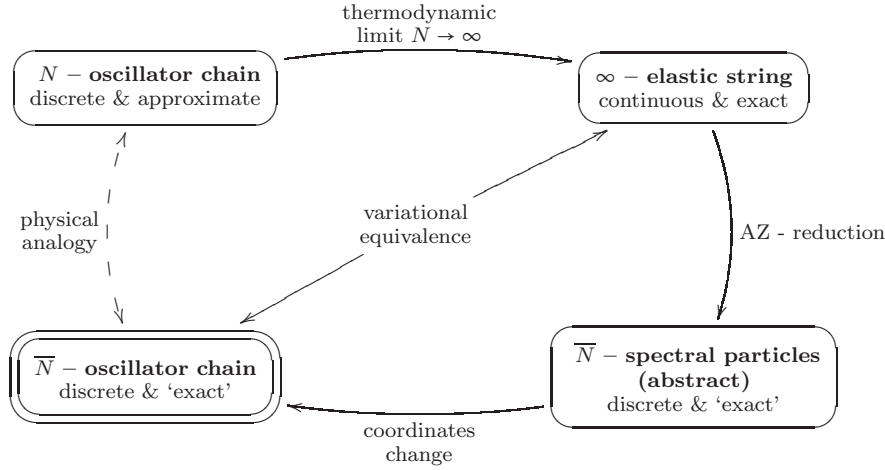 thermodynamic
limit N → ∞
N – oscillator chain
discrete & approximate
∞ – elastic string
continuous & exact
physical
analogy
variational
equivalence
AZ - reduction
N̅ – oscillator chain
discrete & ‘exact’
N̅ – spectral particles
(abstract)
discrete & ‘exact’
coordinates
change